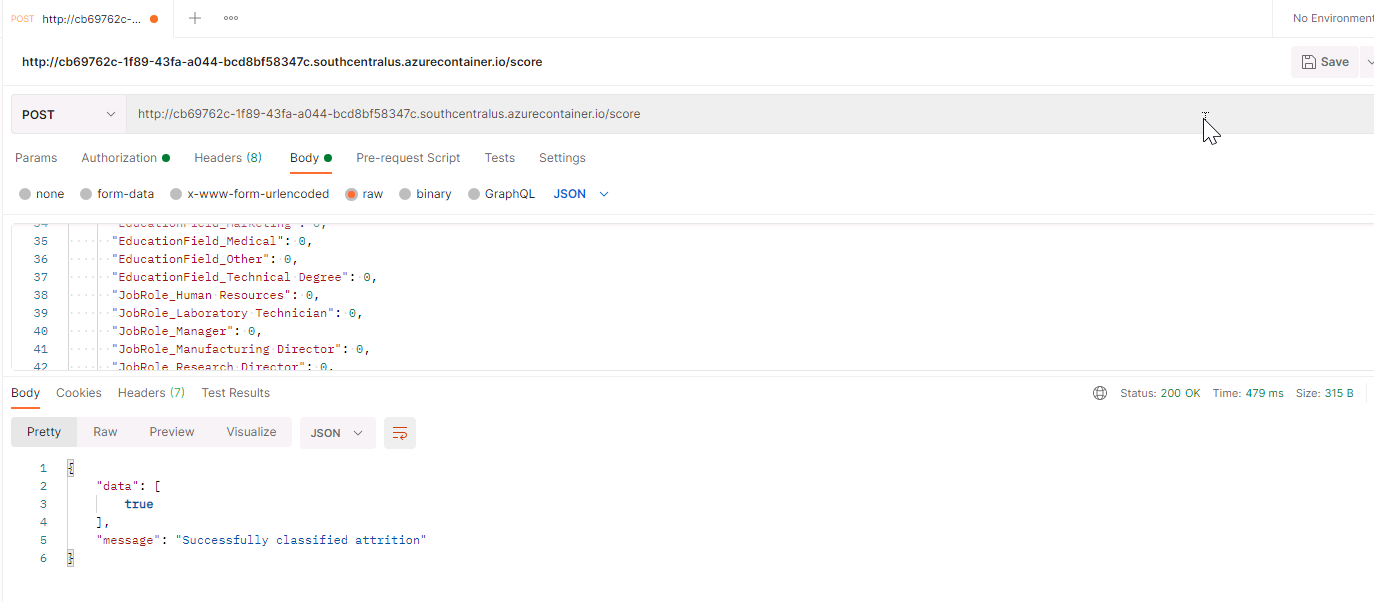 POST http://cb69762c-... No Environment
http://cb69762c-1f89-43fa-a044-bcd8bf58347c.southcentralus.azurecontainer.io/score Save
POST http://cb69762c-1f89-43fa-a044-bcd8bf58347c.southcentralus.azurecontainer.io/score
Params Authorization Headers (8) Body Pre-request Script Tests Settings
none form-data x-www-form-urlencoded raw binary GraphQL JSON
34 "EducationField_Marketing": 0,
35 "EducationField_Medical": 0,
36 "EducationField_Other": 0,
37 "EducationField_Technical Degree": 0,
38 "JobRole_Human Resources": 0,
39 "JobRole_Laboratory Technician": 0,
40 "JobRole_Manager": 0,
41 "JobRole_Manufacturing Director": 0,
42 "JobRole_Research Director": 0,
Body Cookies Headers (7) Test Results Status: 200 OK Time: 479 ms Size: 315 B
Pretty Raw Preview Visualize JSON
1 {
2 "data": [
3 true
4 ],
5 "message": "Successfully classified attrition"
6 }